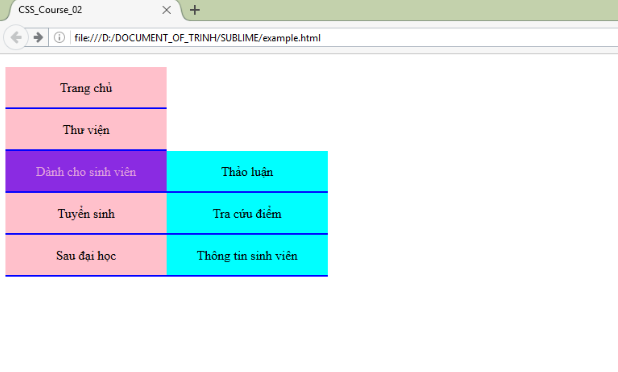 CSS_Course_02
file:///D:/DOCUMENT_OF_TRINH/SUBLIME/example.html
Trang chủ
Thư viện
Dành cho sinh viên
Thảo luận
Tuyển sinh
Tra cứu điểm
Sau đại học
Thông tin sinh viên